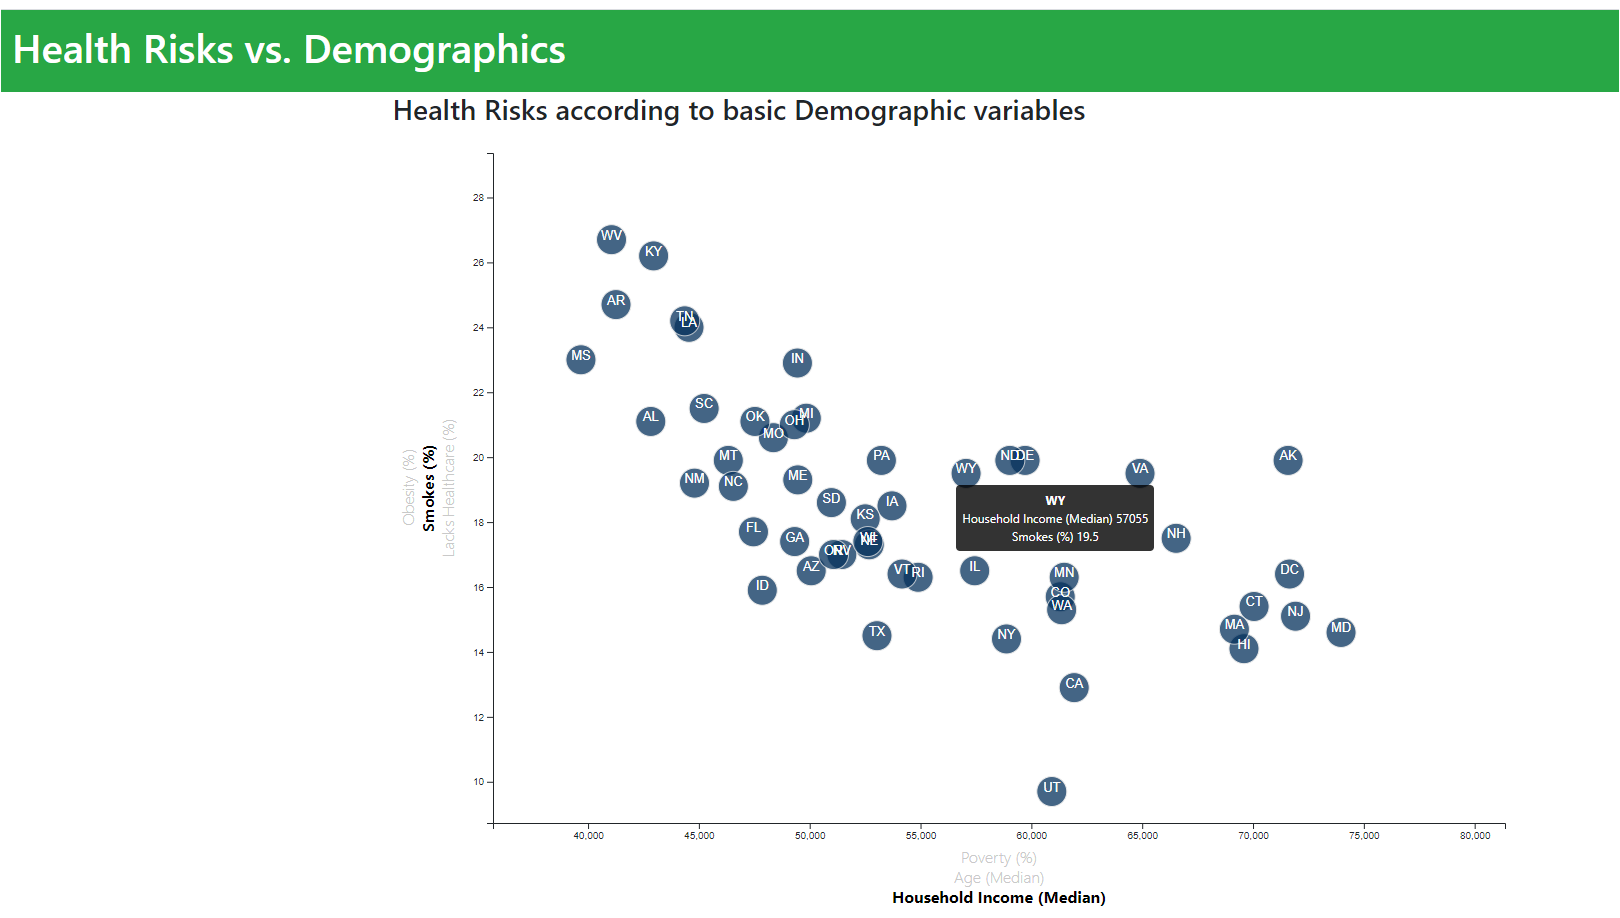 Health Risks vs. Demographics
Health Risks according to basic Demographic variables
28
26
24
22
20
18
16
14
12
10
Obesity (%)
Smokes (%)
Lacks Healthcare (%)
WV
KY
AR
TN
LA
MS
IN
SC
AL
OK
OH
MI
MO
MT
PA
WY
ND
DE
VA
AK
NM
NC
ME
SD
IA
KS
WY
Household Income (Median) 57055
Smokes (%) 19.5
FL
GA
NE
NH
AZ
VT
RI
IL
MN
DC
ID
CO
WA
CT
NJ
MA
MD
TX
NY
HI
CA
UT
40,000
45,000
50,000
55,000
60,000
65,000
70,000
75,000
80,000
Poverty (%)
Age (Median)
Household Income (Median)